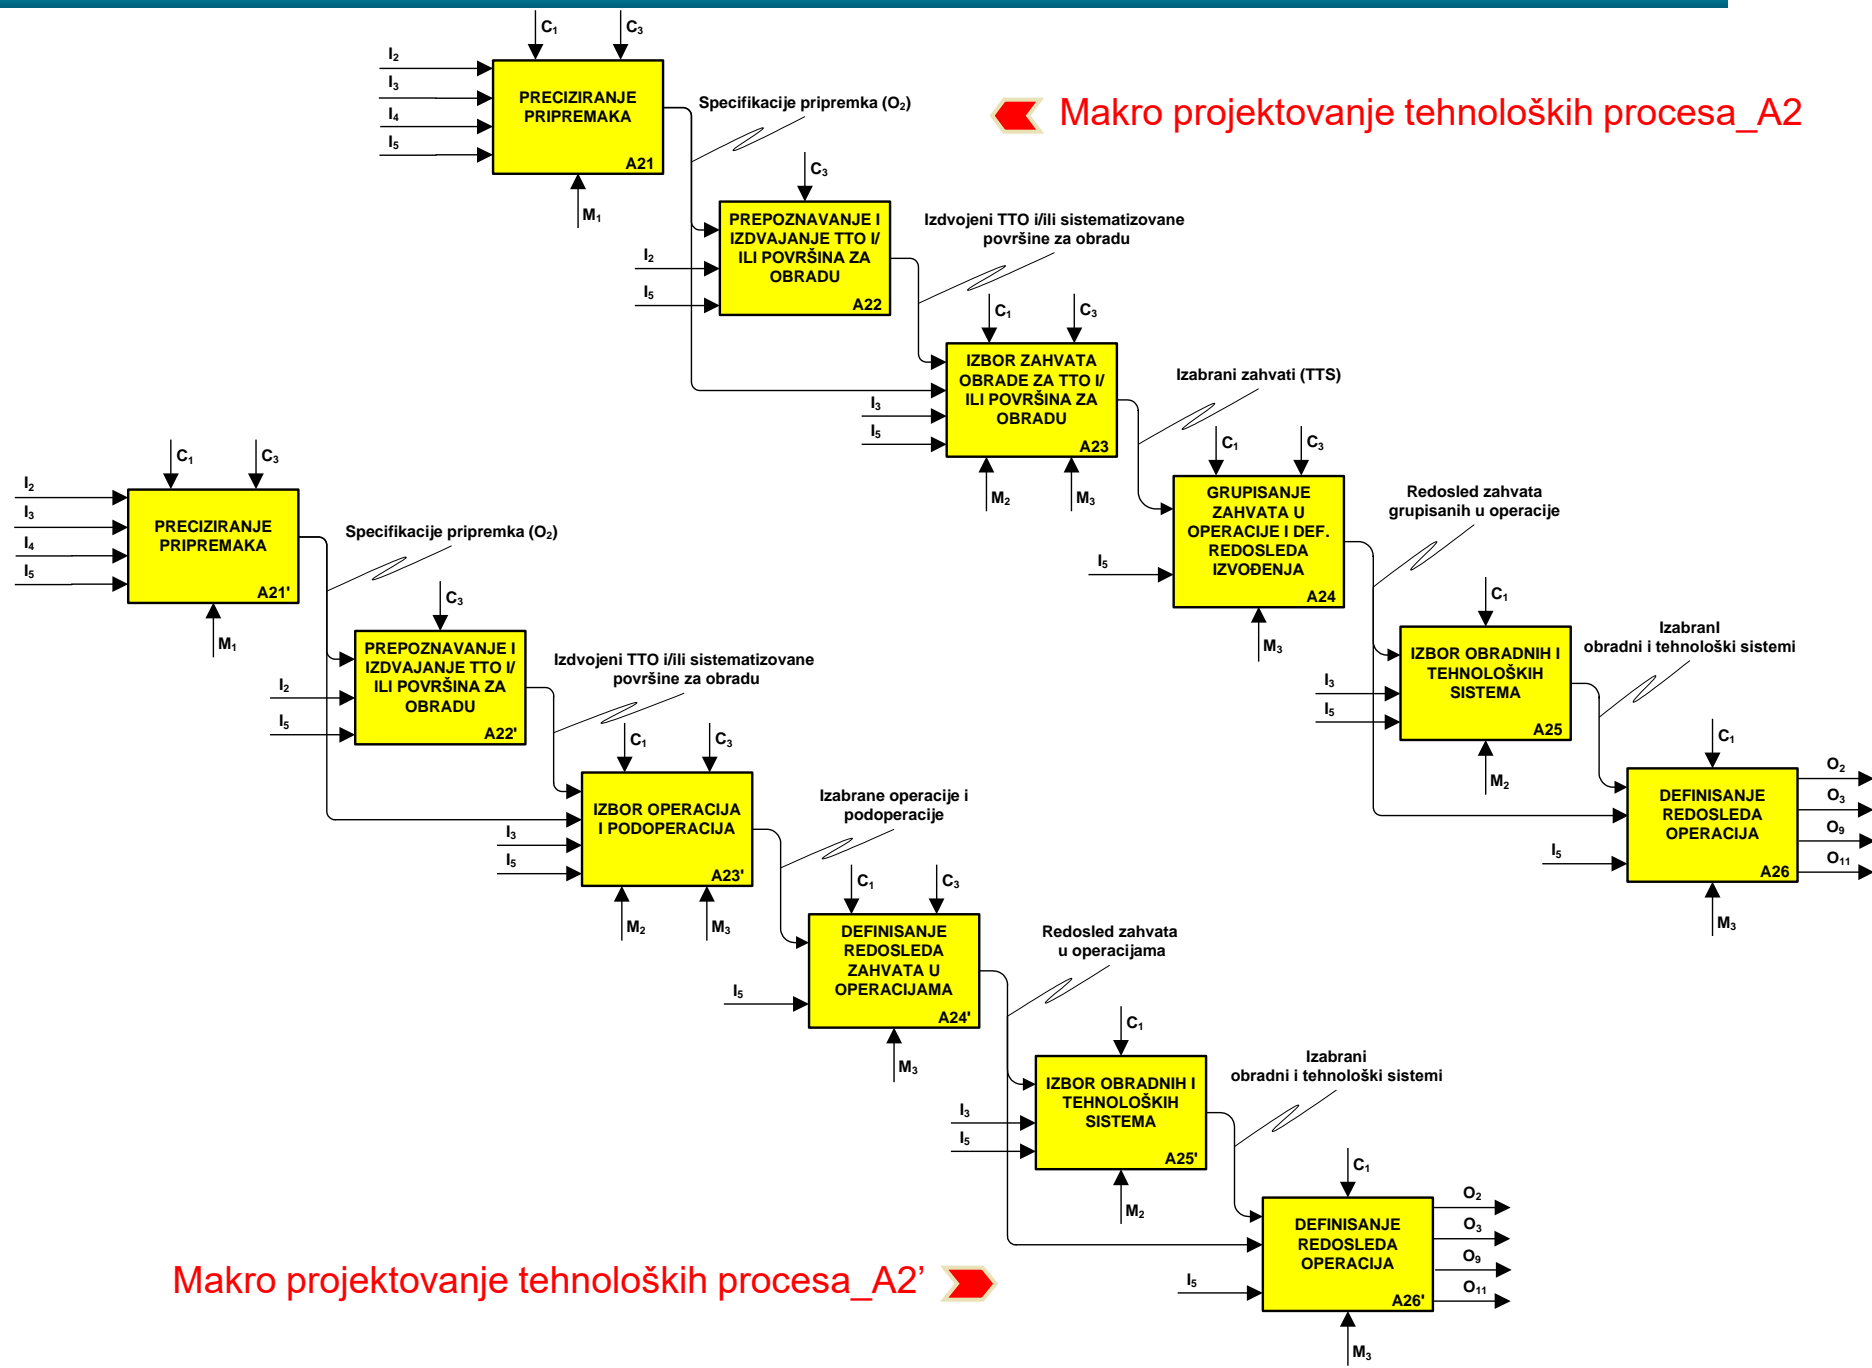 Makro projektovanje tehnoloških procesa_A2
C₁
C₃
I₂
I₃
I₄
I₅
PRECIZIRANJE
PRIPREMAKA
A21
M₁
Specifikacije pripremka (O₂)
C₃
I₂
I₅
PREPOZNAVANJE I
IZDVAJANJE TTO I/
ILI POVRŠINA ZA
OBRADU
A22
Izdvojeni TTO i/ili sistematizovane
površine za obradu
C₁
C₃
I₃
I₅
IZBOR ZAHVATA
OBRADE ZA TTO I/
ILI POVRŠINA ZA
OBRADU
A23
M₂
M₃
Izabrani zahvati (TTS)
C₁
C₃
I₅
GRUPISANJE
ZAHVATA U
OPERACIJE I DEF.
REDOSLEDA
IZVOĐENJA
A24
M₃
Redosled zahvata
grupisanih u operacije
C₁
I₃
I₅
IZBOR OBRADNIH I
TEHNOLOŠKIH
SISTEMA
A25
M₂
IzabranI
obradni i tehnološki sistemi
C₁
I₅
DEFINISANJE
REDOSLEDA
OPERACIJA
A26
M₃
O₂
O₃
O₉
O₁₁
C₁
C₃
I₂
I₃
I₄
I₅
PRECIZIRANJE
PRIPREMAKA
A21'
M₁
Specifikacije pripremka (O₂)
C₃
I₂
I₅
PREPOZNAVANJE I
IZDVAJANJE TTO I/
ILI POVRŠINA ZA
OBRADU
A22'
Izdvojeni TTO i/ili sistematizovane
površine za obradu
C₁
C₃
I₃
I₅
IZBOR OPERACIJA
I PODOPERACIJA
A23'
M₂
M₃
Izabrane operacije i
podoperacije
C₁
C₃
I₅
DEFINISANJE
REDOSLEDA
ZAHVATA U
OPERACIJAMA
A24'
M₃
Redosled zahvata
u operacijama
C₁
I₃
I₅
IZBOR OBRADNIH I
TEHNOLOŠKIH
SISTEMA
A25'
M₂
Izabrani
obradni i tehnološki sistemi
C₁
I₅
DEFINISANJE
REDOSLEDA
OPERACIJA
A26'
M₃
O₂
O₃
O₉
O₁₁
Makro projektovanje tehnoloških procesa_A2’